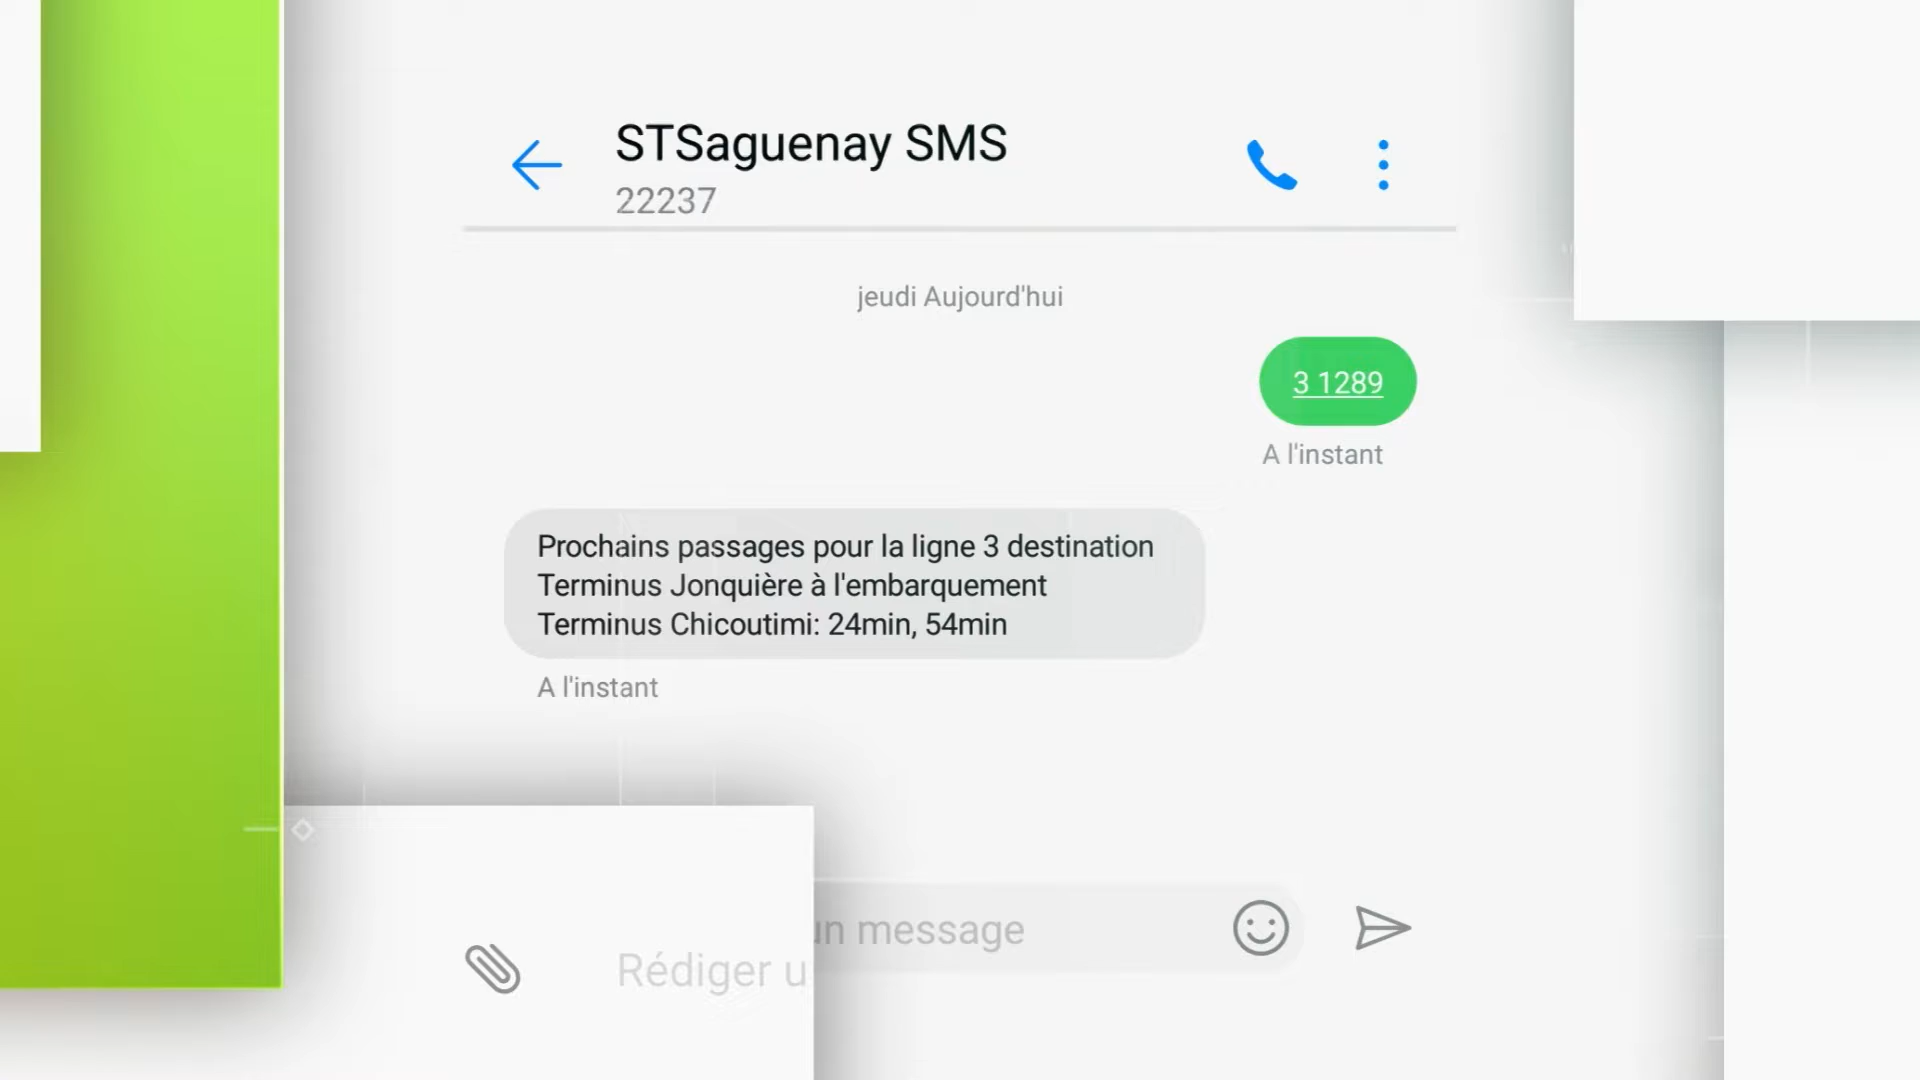 STSaguenay SMS
22237
jeudi Aujourd'hui
3 1289
A l'instant
Prochains passages pour la ligne 3 destination
Terminus Jonquière à l'embarquement
Terminus Chicoutimi: 24min, 54min
A l'instant
Rédiger un message